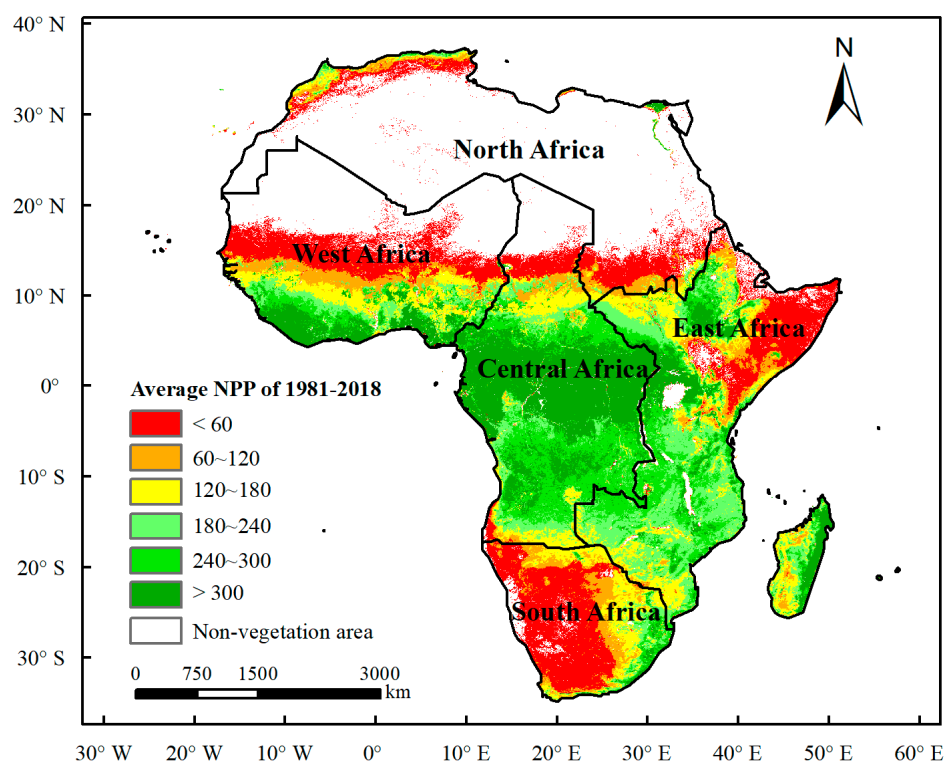 40° N
N
30° N
North Africa
20° N
West Africa
10° N
East Africa
Central Africa
0°
Average NPP of 1981-2018
< 60
60~120
120~180
10° S
180~240
240~300
20° S
> 300
South Africa
Non-vegetation area
30° S
0 750 1500 3000
km
30° W 20° W 0° 10° E 20° E 30° E 40° E 50° E 60° E